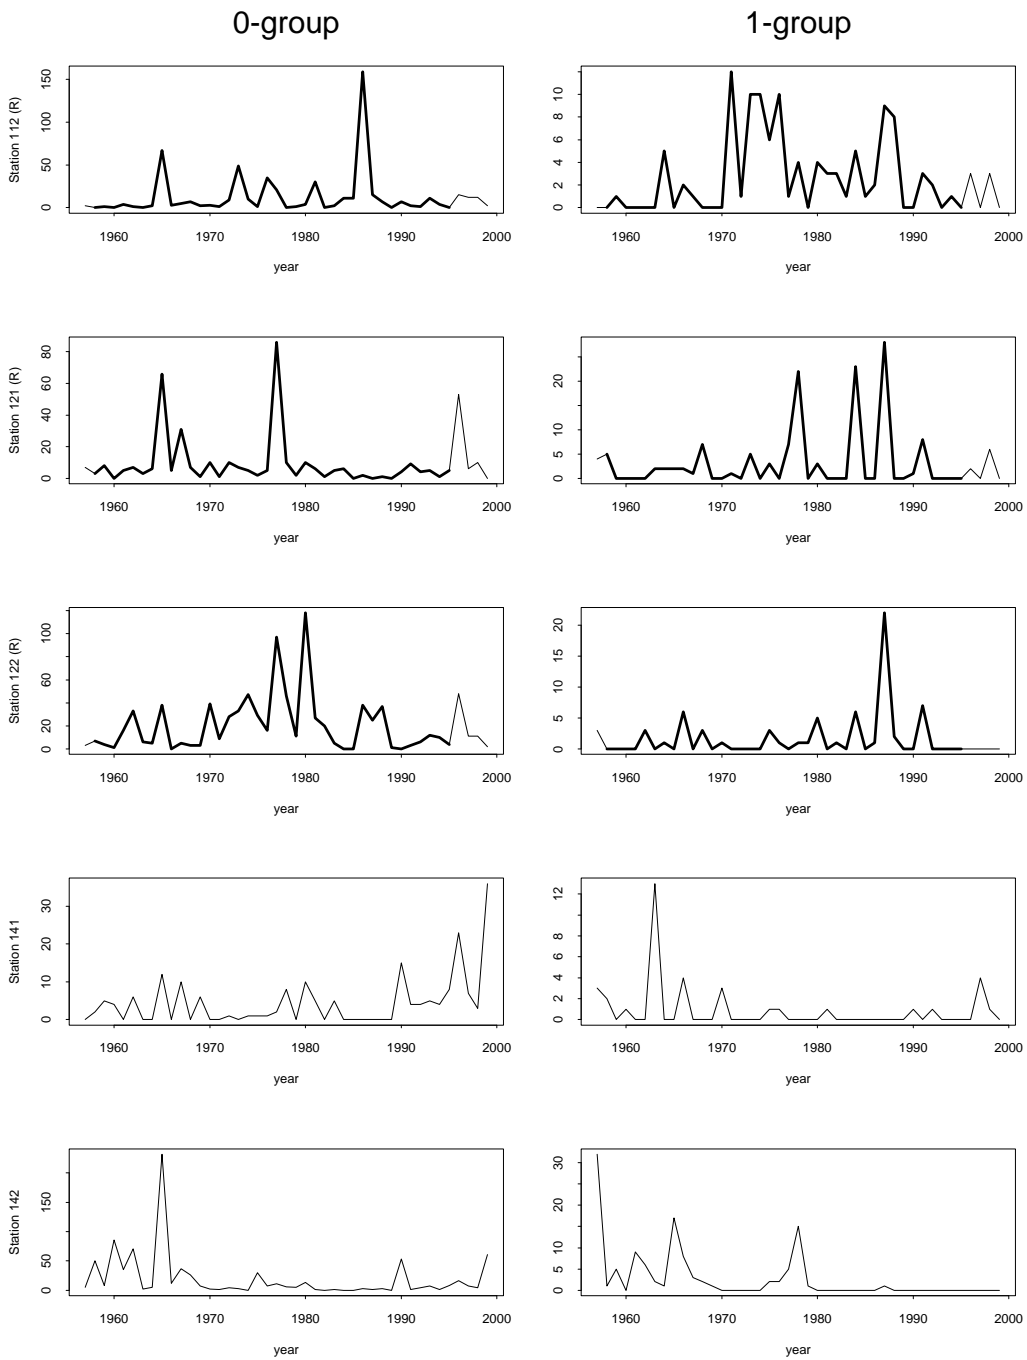 0-group 1-group
Station 112 (R)
0 50 100 150
0 2 4 6 8 10
1960 1970 1980 1990 2000
1960 1970 1980 1990 2000
year year
Station 121 (R)
0 20 40 60 80
0 5 10 20
1960 1970 1980 1990 2000
1960 1970 1980 1990 2000
year year
Station 122 (R)
0 20 60 100
0 5 10 15 20
1960 1970 1980 1990 2000
1960 1970 1980 1990 2000
year year
Station 141
0 10 20 30
0 2 4 6 8 12
1960 1970 1980 1990 2000
1960 1970 1980 1990 2000
year year
Station 142
0 50 150
0 5 10 20 30
1960 1970 1980 1990 2000
1960 1970 1980 1990 2000
year year